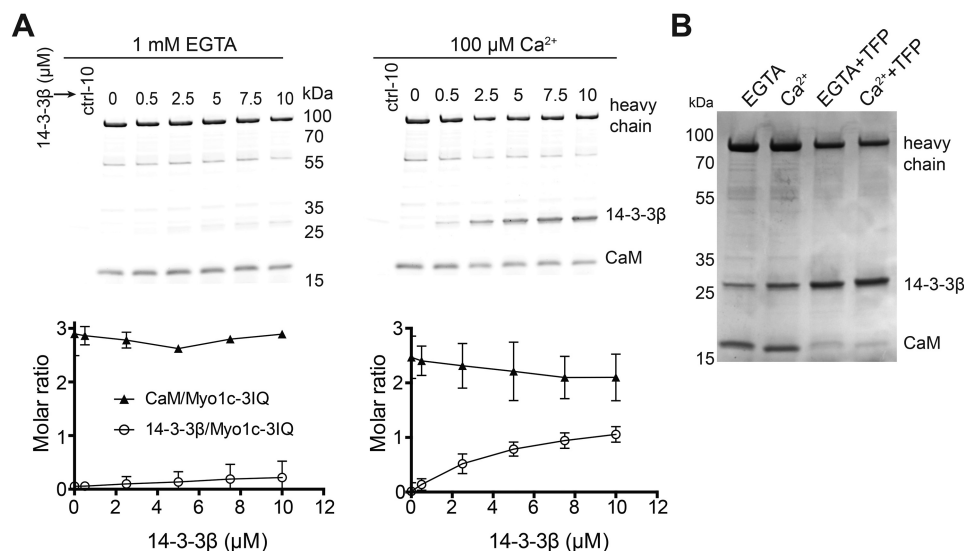 A
1 mM EGTA
14-3-3β (μM)
ctrl-10
0 0.5 2.5 5 7.5 10
kDa
100
70
55
35
25
15
100 μM Ca²⁺
ctrl-10
0 0.5 2.5 5 7.5 10
heavy
chain
14-3-3β
CaM
3
2
1
0
Molar ratio
CaM/Myo1c-3IQ
14-3-3β/Myo1c-3IQ
0 2 4 6 8 10 12
14-3-3β (μM)
3
2
1
0
Molar ratio
0 2 4 6 8 10 12
14-3-3β (μM)
B
EGTA
Ca²⁺
EGTA+TFP
Ca²⁺+TFP
kDa
100
70
55
35
25
15
heavy
chain
14-3-3β
CaM